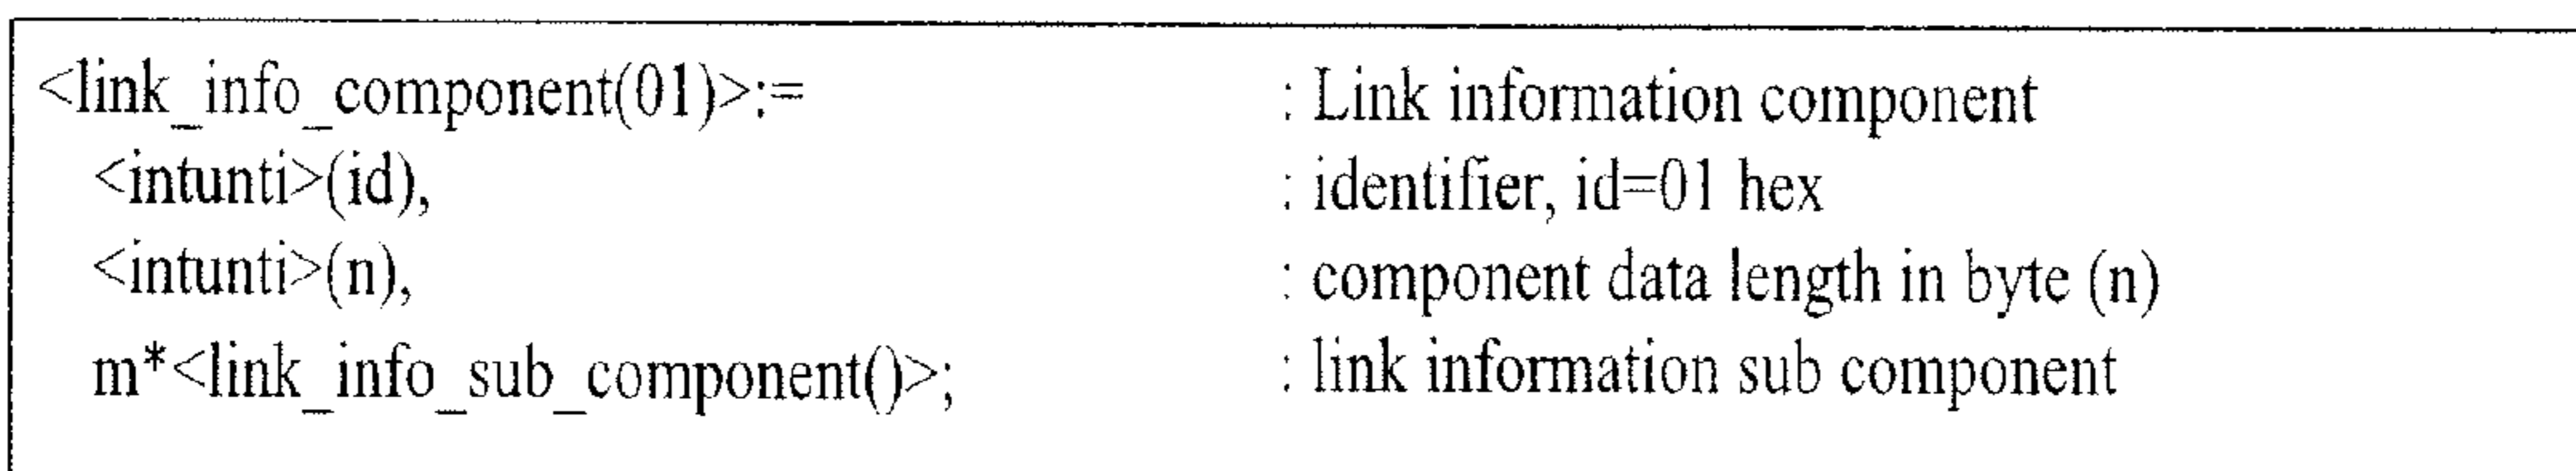 <link_info_component(01)>:= : Link information component
<intunti>(id), : identifier, id=01 hex
<intunti>(n), : component data length in byte (n)
m*<link_info_sub_component()>; : link information sub component